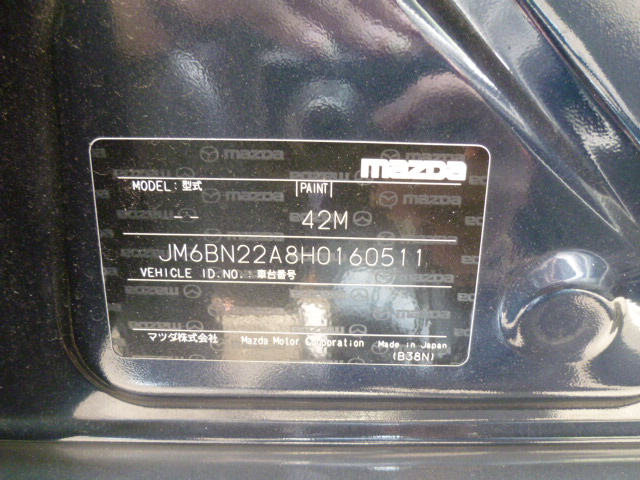 mazda
MODEL:型式 PAINT
-- 42M
JM6BN22A8H0160511
VEHICLE ID.NO.:車台番号
マツダ株式会社 Mazda Motor Corporation Made in Japan
(B38N)